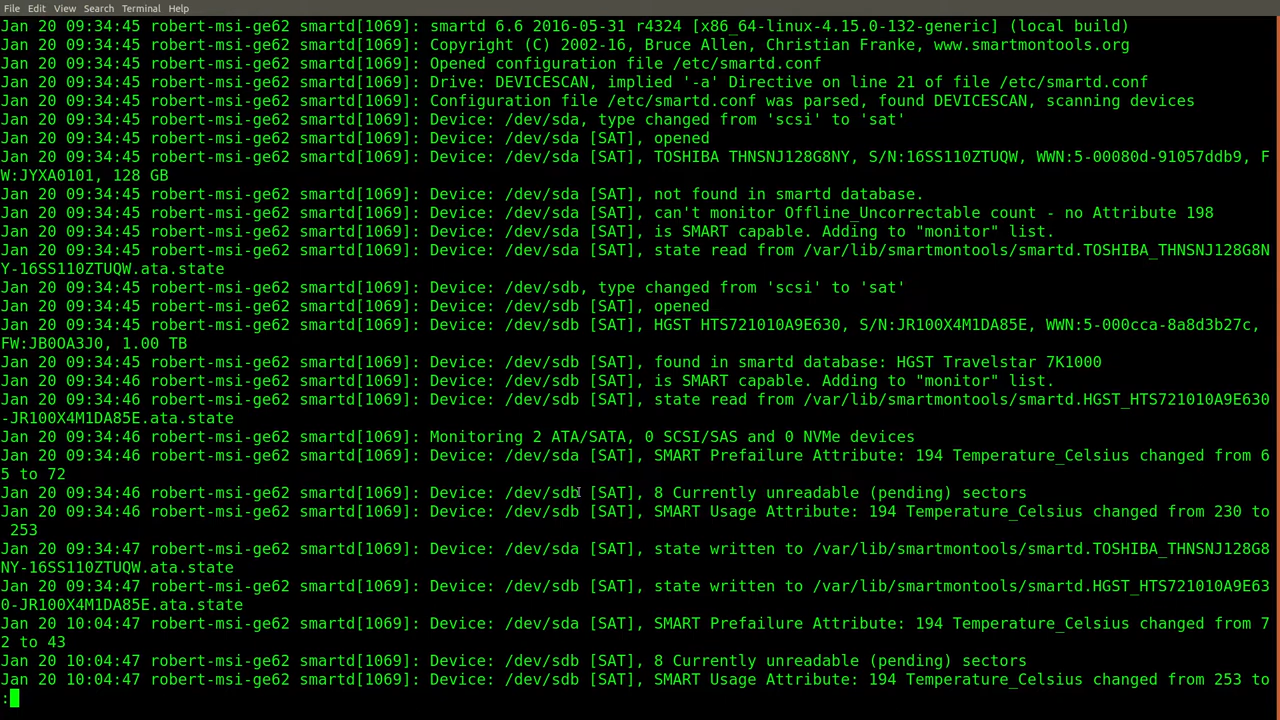 File Edit View Search Terminal Help
Jan 20 09:34:45 robert-msi-ge62 smartd[1069]: smartd 6.6 2016-05-31 r4324 [x86_64-linux-4.15.0-132-generic] (local build)
Jan 20 09:34:45 robert-msi-ge62 smartd[1069]: Copyright (C) 2002-16, Bruce Allen, Christian Franke, www.smartmontools.org
Jan 20 09:34:45 robert-msi-ge62 smartd[1069]: Opened configuration file /etc/smartd.conf
Jan 20 09:34:45 robert-msi-ge62 smartd[1069]: Drive: DEVICESCAN, implied '-a' Directive on line 21 of file /etc/smartd.conf
Jan 20 09:34:45 robert-msi-ge62 smartd[1069]: Configuration file /etc/smartd.conf was parsed, found DEVICESCAN, scanning devices
Jan 20 09:34:45 robert-msi-ge62 smartd[1069]: Device: /dev/sda, type changed from 'scsi' to 'sat'
Jan 20 09:34:45 robert-msi-ge62 smartd[1069]: Device: /dev/sda [SAT], opened
Jan 20 09:34:45 robert-msi-ge62 smartd[1069]: Device: /dev/sda [SAT], TOSHIBA THNSNJ128G8NY, S/N:16SS110ZTUQW, WWN:5-00080d-91057ddb9, F
W:JYXA0101, 128 GB
Jan 20 09:34:45 robert-msi-ge62 smartd[1069]: Device: /dev/sda [SAT], not found in smartd database.
Jan 20 09:34:45 robert-msi-ge62 smartd[1069]: Device: /dev/sda [SAT], can't monitor Offline_Uncorrectable count - no Attribute 198
Jan 20 09:34:45 robert-msi-ge62 smartd[1069]: Device: /dev/sda [SAT], is SMART capable. Adding to "monitor" list.
Jan 20 09:34:45 robert-msi-ge62 smartd[1069]: Device: /dev/sda [SAT], state read from /var/lib/smartmontools/smartd.TOSHIBA_THNSNJ128G8N
Y-16SS110ZTUQW.ata.state
Jan 20 09:34:45 robert-msi-ge62 smartd[1069]: Device: /dev/sdb, type changed from 'scsi' to 'sat'
Jan 20 09:34:45 robert-msi-ge62 smartd[1069]: Device: /dev/sdb [SAT], opened
Jan 20 09:34:45 robert-msi-ge62 smartd[1069]: Device: /dev/sdb [SAT], HGST HTS721010A9E630, S/N:JR100X4M1DA85E, WWN:5-000cca-8a8d3b27c, 
FW:JB0OA3J0, 1.00 TB
Jan 20 09:34:45 robert-msi-ge62 smartd[1069]: Device: /dev/sdb [SAT], found in smartd database: HGST Travelstar 7K1000
Jan 20 09:34:46 robert-msi-ge62 smartd[1069]: Device: /dev/sdb [SAT], is SMART capable. Adding to "monitor" list.
Jan 20 09:34:46 robert-msi-ge62 smartd[1069]: Device: /dev/sdb [SAT], state read from /var/lib/smartmontools/smartd.HGST_HTS721010A9E630
-JR100X4M1DA85E.ata.state
Jan 20 09:34:46 robert-msi-ge62 smartd[1069]: Monitoring 2 ATA/SATA, 0 SCSI/SAS and 0 NVMe devices
Jan 20 09:34:46 robert-msi-ge62 smartd[1069]: Device: /dev/sda [SAT], SMART Prefailure Attribute: 194 Temperature_Celsius changed from 6
5 to 72
Jan 20 09:34:46 robert-msi-ge62 smartd[1069]: Device: /dev/sdb [SAT], 8 Currently unreadable (pending) sectors
Jan 20 09:34:46 robert-msi-ge62 smartd[1069]: Device: /dev/sdb [SAT], SMART Usage Attribute: 194 Temperature_Celsius changed from 230 to
 253
Jan 20 09:34:47 robert-msi-ge62 smartd[1069]: Device: /dev/sda [SAT], state written to /var/lib/smartmontools/smartd.TOSHIBA_THNSNJ128G8
NY-16SS110ZTUQW.ata.state
Jan 20 09:34:47 robert-msi-ge62 smartd[1069]: Device: /dev/sdb [SAT], state written to /var/lib/smartmontools/smartd.HGST_HTS721010A9E63
0-JR100X4M1DA85E.ata.state
Jan 20 10:04:47 robert-msi-ge62 smartd[1069]: Device: /dev/sda [SAT], SMART Prefailure Attribute: 194 Temperature_Celsius changed from 7
2 to 43
Jan 20 10:04:47 robert-msi-ge62 smartd[1069]: Device: /dev/sdb [SAT], 8 Currently unreadable (pending) sectors
Jan 20 10:04:47 robert-msi-ge62 smartd[1069]: Device: /dev/sdb [SAT], SMART Usage Attribute: 194 Temperature_Celsius changed from 253 to
: